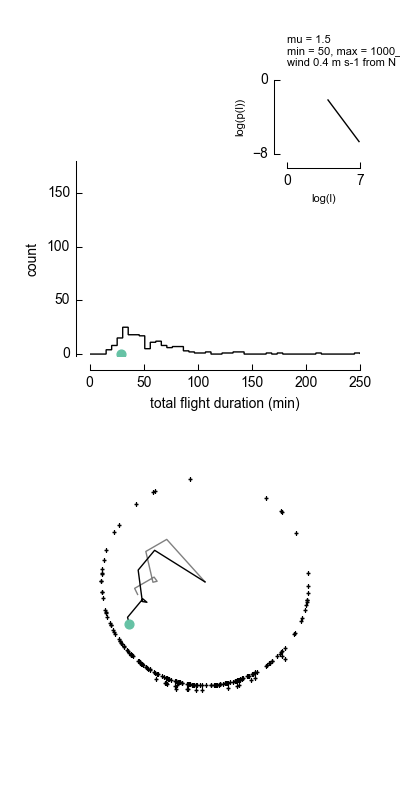 mu = 1.5
min = 50, max = 1000_
wind 0.4 m s-1 from N
0
log(p(l))
−8
0 7
log(l)
150
count
100
50
0
0 50 100 150 200 250
total flight duration (min)